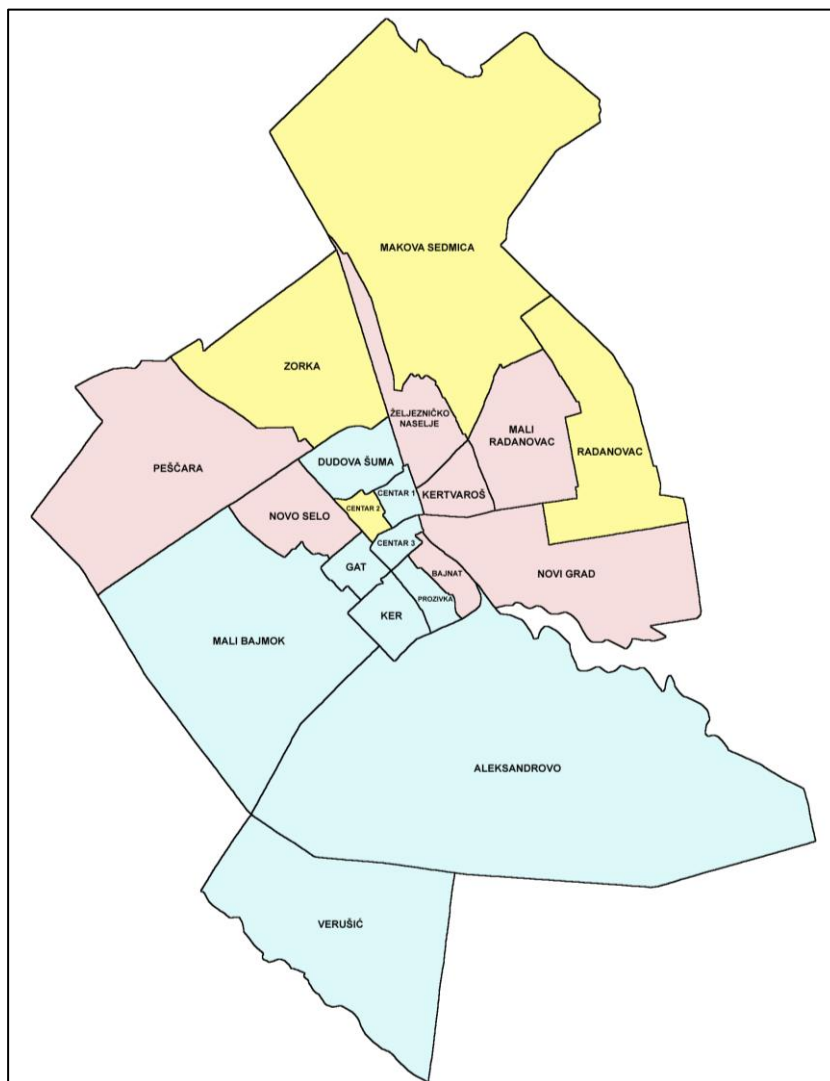 MAKOVA SEDMICA
ZORKA
ŽELJEZNIČKO
NASELJE
MALI
RADANOVAC
RADANOVAC
PEŠČARA
DUDOVA ŠUMA
CENTAR 1
KERTVAROŠ
NOVO SELO
CENTAR 2
CENTAR 3
GAT
BAJNAT
NOVI GRAD
PROZIVKA
KER
MALI BAJMOK
ALEKSANDROVO
VERUŠIĆ